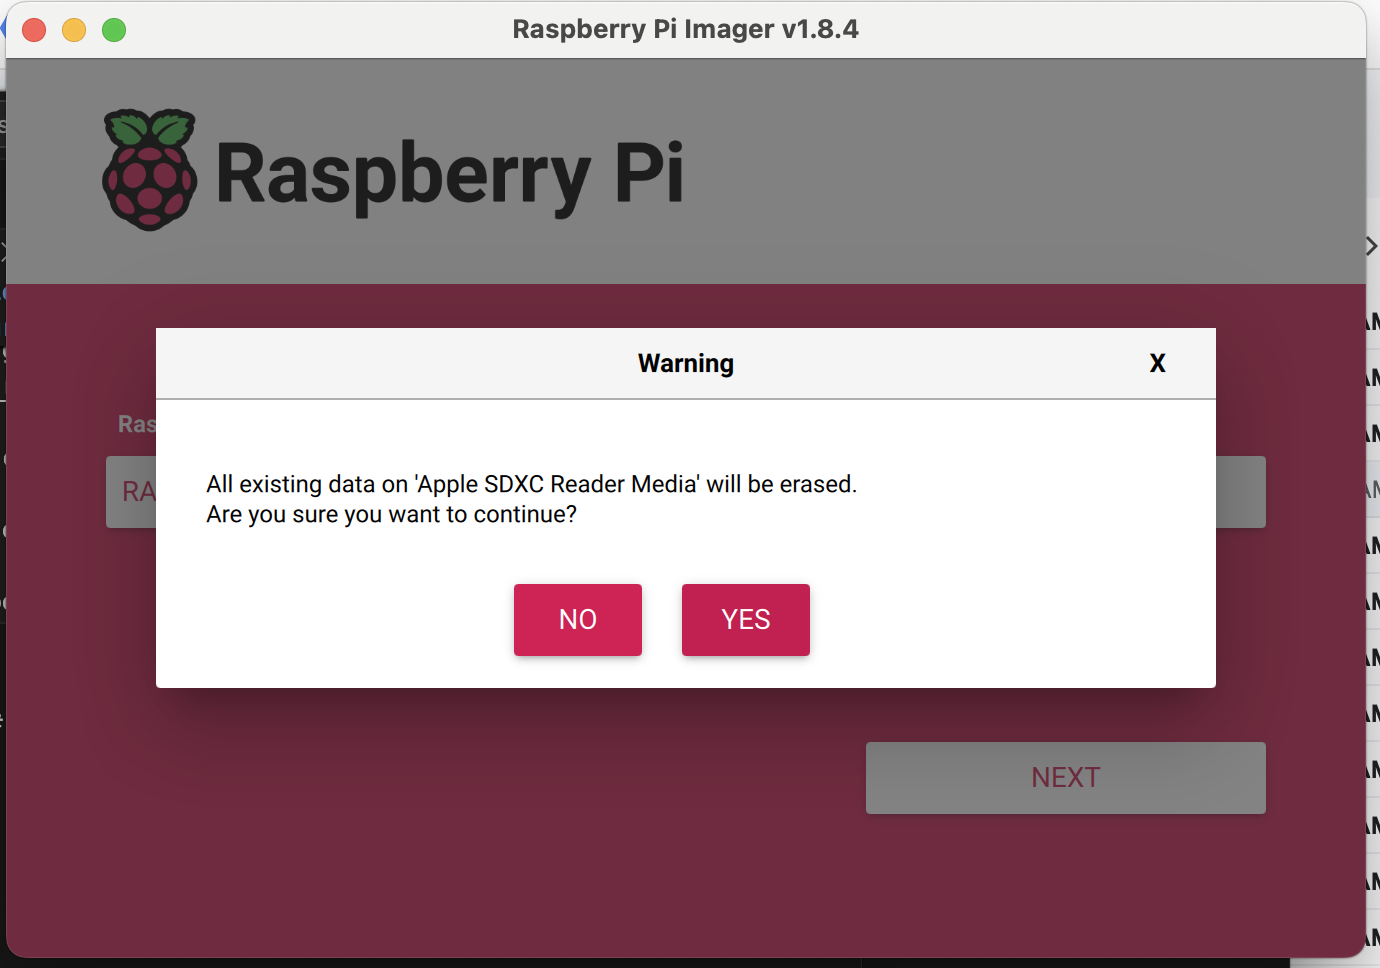 Raspberry Pi Imager v1.8.4
Raspberry Pi
Warning
X
Ras
RA
All existing data on 'Apple SDXC Reader Media' will be erased.
Are you sure you want to continue?
NO
YES
NEXT